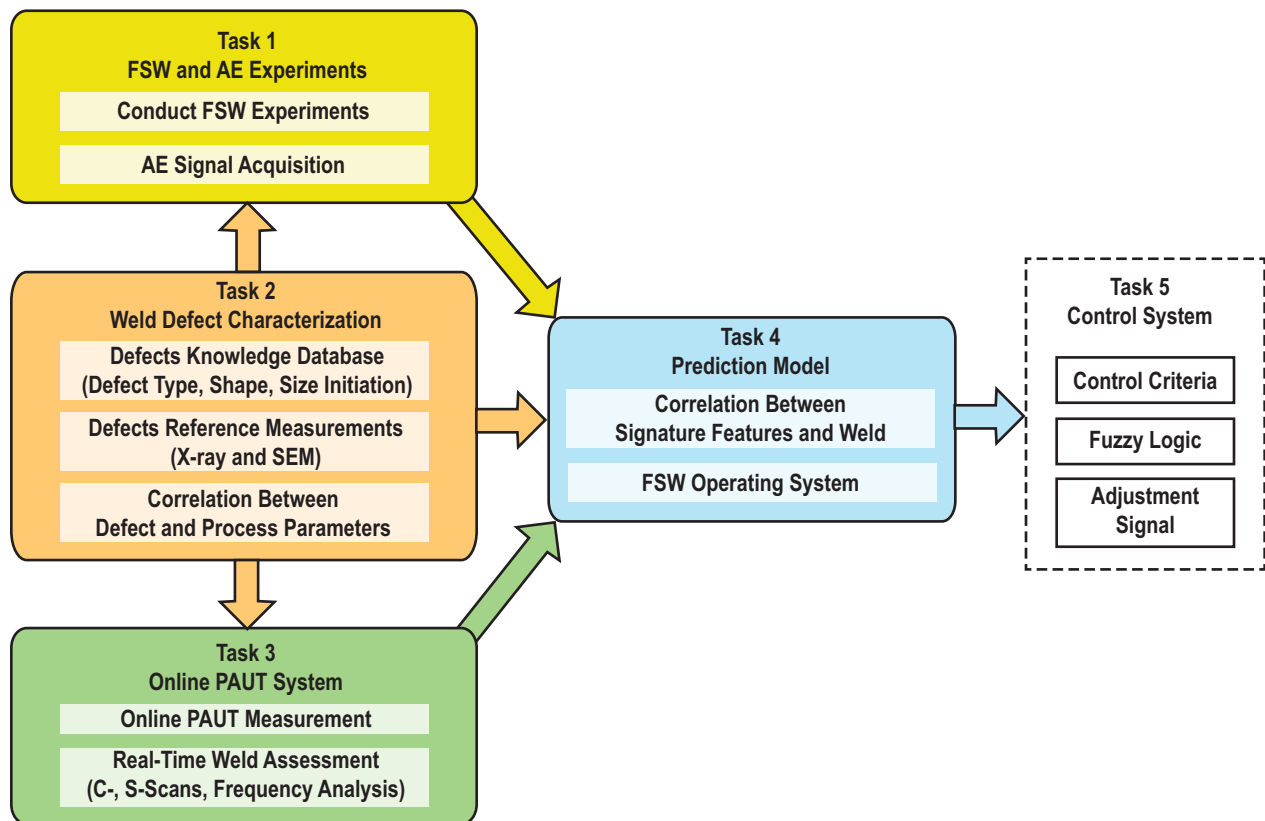 Task 1
FSW and AE Experiments
Conduct FSW Experiments
AE Signal Acquisition
Task 2
Weld Defect Characterization
Defects Knowledge Database
(Defect Type, Shape, Size Initiation)
Defects Reference Measurements
(X-ray and SEM)
Correlation Between
Defect and Process Parameters
Task 3
Online PAUT System
Online PAUT Measurement
Real-Time Weld Assessment
(C-, S-Scans, Frequency Analysis)
Task 4
Prediction Model
Correlation Between
Signature Features and Weld
FSW Operating System
Task 5
Control System
Control Criteria
Fuzzy Logic
Adjustment
Signal